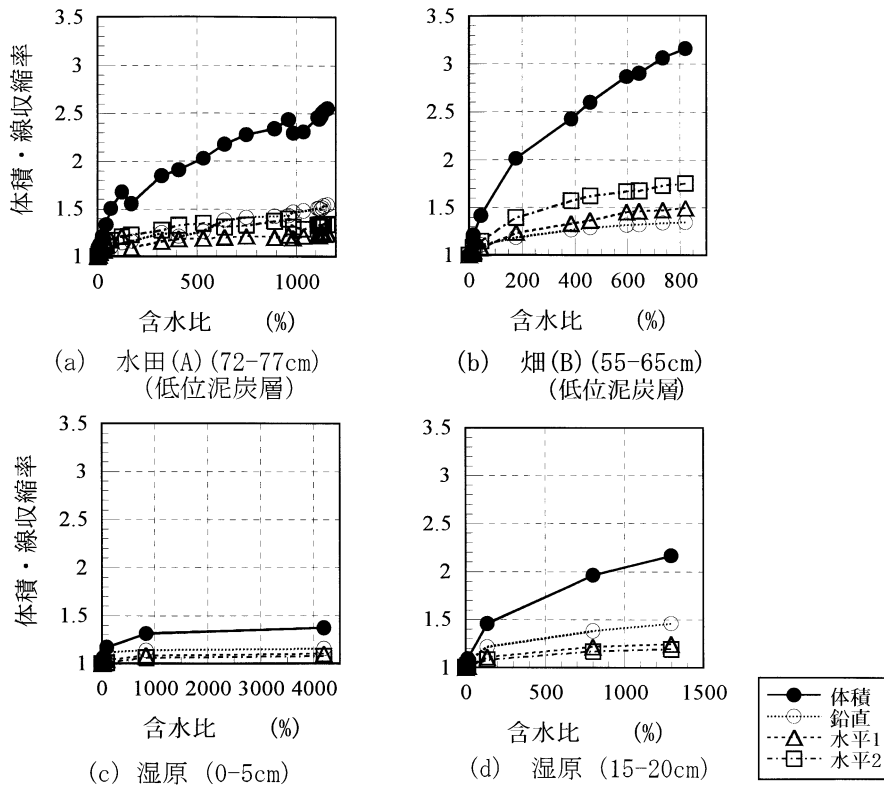 体積・線収縮率
3.5
3
2.5
2
1.5
1
0 500 1000
含水比 (%)
(a) 水田(A)(72-77cm)
(低位泥炭層)
3.5
3
2.5
2
1.5
1
0 200 400 600 800
含水比 (%)
(b) 畑(B)(55-65cm)
(低位泥炭層)
体積・線収縮率
3.5
3
2.5
2
1.5
1
0 1000 2000 3000 4000
含水比 (%)
(c) 湿原 (0-5cm)
3.5
3
2.5
2
1.5
1
0 500 1000 1500
含水比 (%)
(d) 湿原 (15-20cm)
体積
鉛直
水平1
水平2